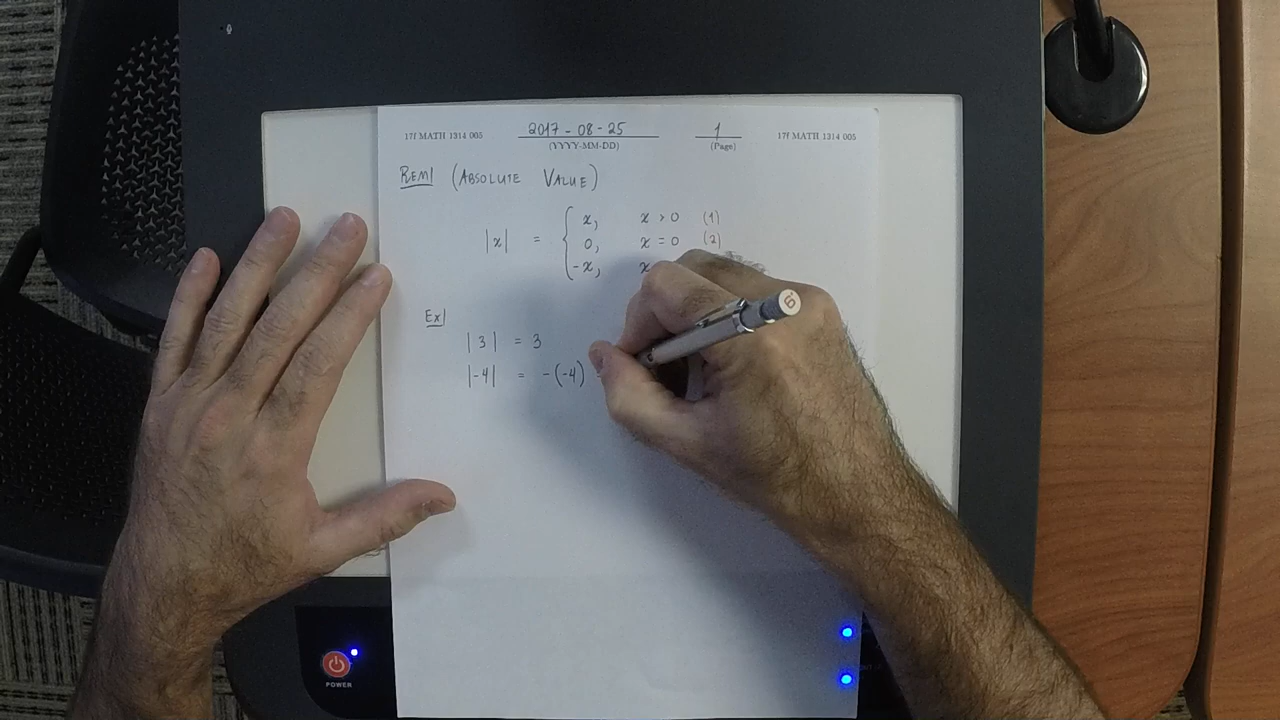 17f MATH 1314 005 2017-08-25 1 17f MATH 1314 005
(YYYY-MM-DD) (Page)
REM| (ABSOLUTE VALUE)
x, x > 0 (1)
|x| = 0, x = 0 (2)
-x, x
Ex|
|3| = 3
|-4| = -(-4)
POWER
6